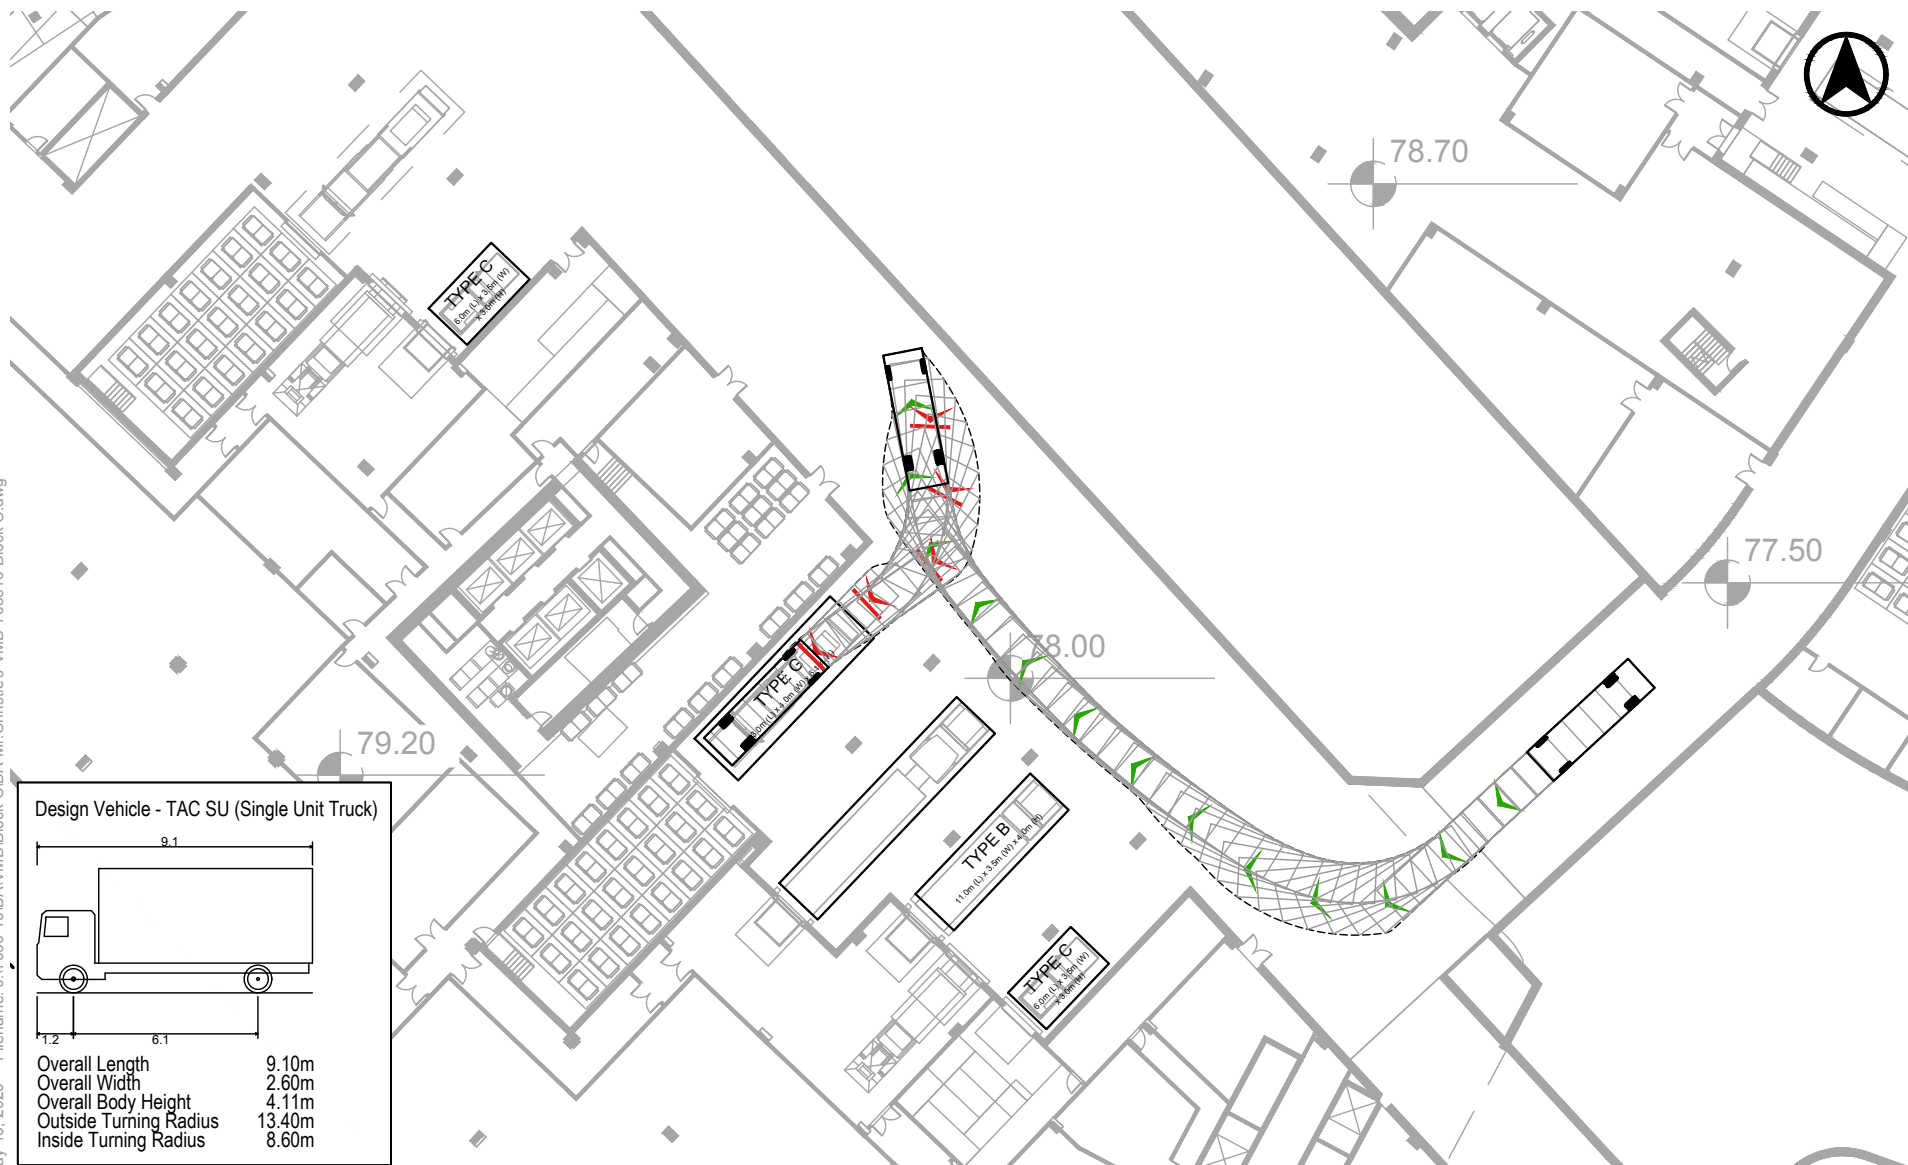 78.70
77.50
78.00
79.20
TYPE C
6.0m (L) x 3.5m (W)
x 3.0m (H)
TYPE G
TYPE B
11.0m (L) x 3.5m (W) x 4.0m (H)
TYPE C
6.0m (L) x 3.5m (W)
x 3.0m (H)
Design Vehicle - TAC SU (Single Unit Truck)
9.1
1.2
6.1
Overall Length 9.10m
Overall Width 2.60m
Overall Body Height 4.11m
Outside Turning Radius 13.40m
Inside Turning Radius 8.60m